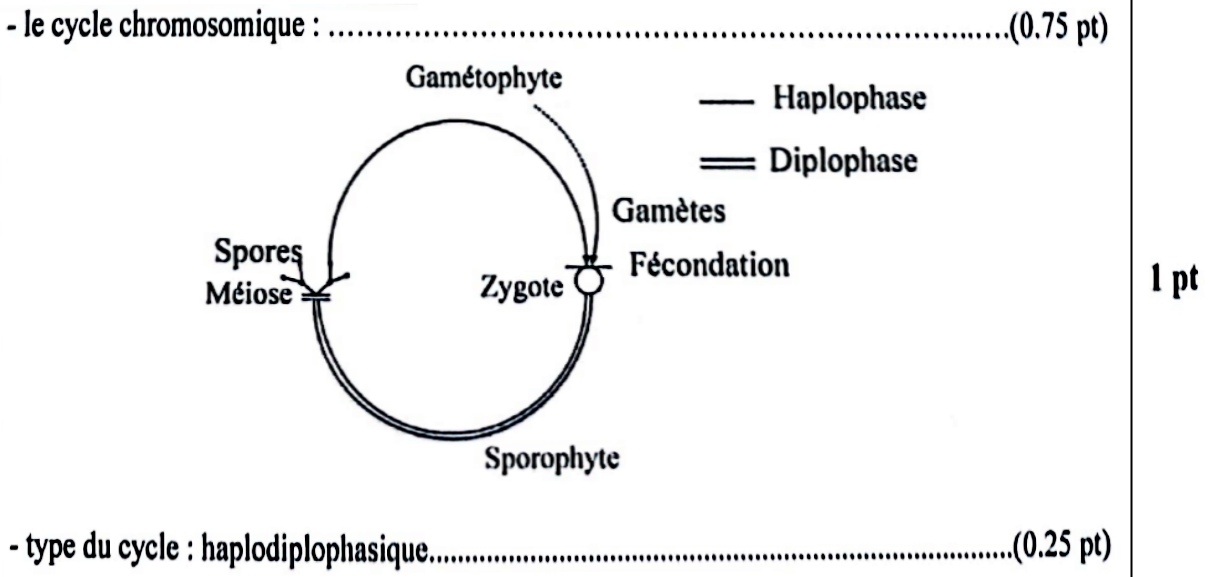 - le cycle chromosomique : ................................................................................(0.75 pt)
Gamétophyte
Haplophase
Diplophase
Gamètes
Spores
Fécondation
Méiose
Zygote
1 pt
Sporophyte
- type du cycle : haplodiplophasique................................................................................(0.25 pt)